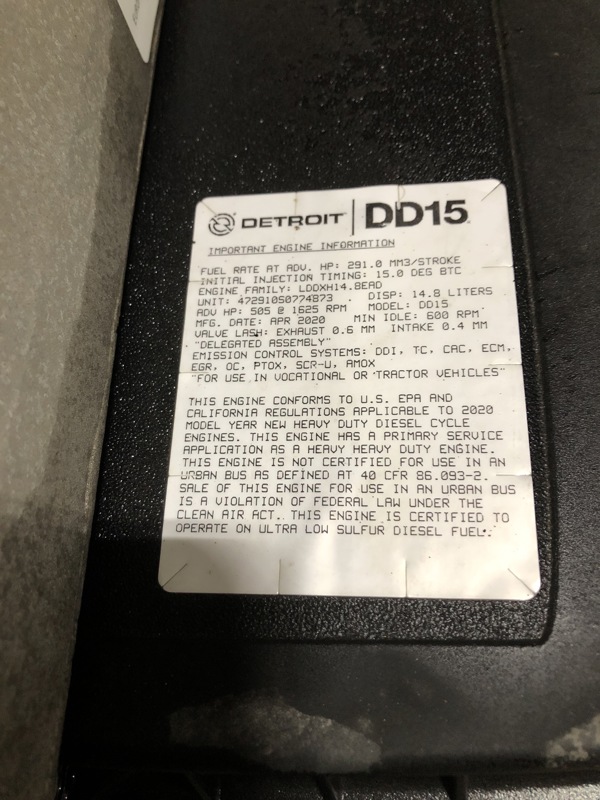 DETROIT DD15
IMPORTANT ENGINE INFORMATION
FUEL RATE AT ADV. HP: 291.0 MM3/STROKE
INITIAL INJECTION TIMING: 15.0 DEG BTC
ENGINE FAMILY: LDDXH14.8EAD
UNIT: 472910S0774873 DISP: 14.8 LITERS
ADV HP: 505 @ 1625 RPM MODEL: DD15
MFG. DATE: APR 2020 MIN IDLE: 600 RPM
VALVE LASH: EXHAUST 0.6 MM INTAKE 0.4 MM
"DELEGATED ASSEMBLY"
EMISSION CONTROL SYSTEMS: DDI, TC, CAC, ECM,
EGR, OC, PTOX, SCR-U, AMOX
"FOR USE IN VOCATIONAL OR TRACTOR VEHICLES"
THIS ENGINE CONFORMS TO U.S. EPA AND
CALIFORNIA REGULATIONS APPLICABLE TO 2020
MODEL YEAR NEW HEAVY DUTY DIESEL CYCLE
ENGINES. THIS ENGINE HAS A PRIMARY SERVICE
APPLICATION AS A HEAVY HEAVY DUTY ENGINE.
THIS ENGINE IS NOT CERTIFIED FOR USE IN AN
URBAN BUS AS DEFINED AT 40 CFR 86.093-2.
SALE OF THIS ENGINE FOR USE IN AN URBAN BUS
IS A VIOLATION OF FEDERAL LAW UNDER THE
CLEAN AIR ACT. THIS ENGINE IS CERTIFIED TO
OPERATE ON ULTRA LOW SULFUR DIESEL FUEL.